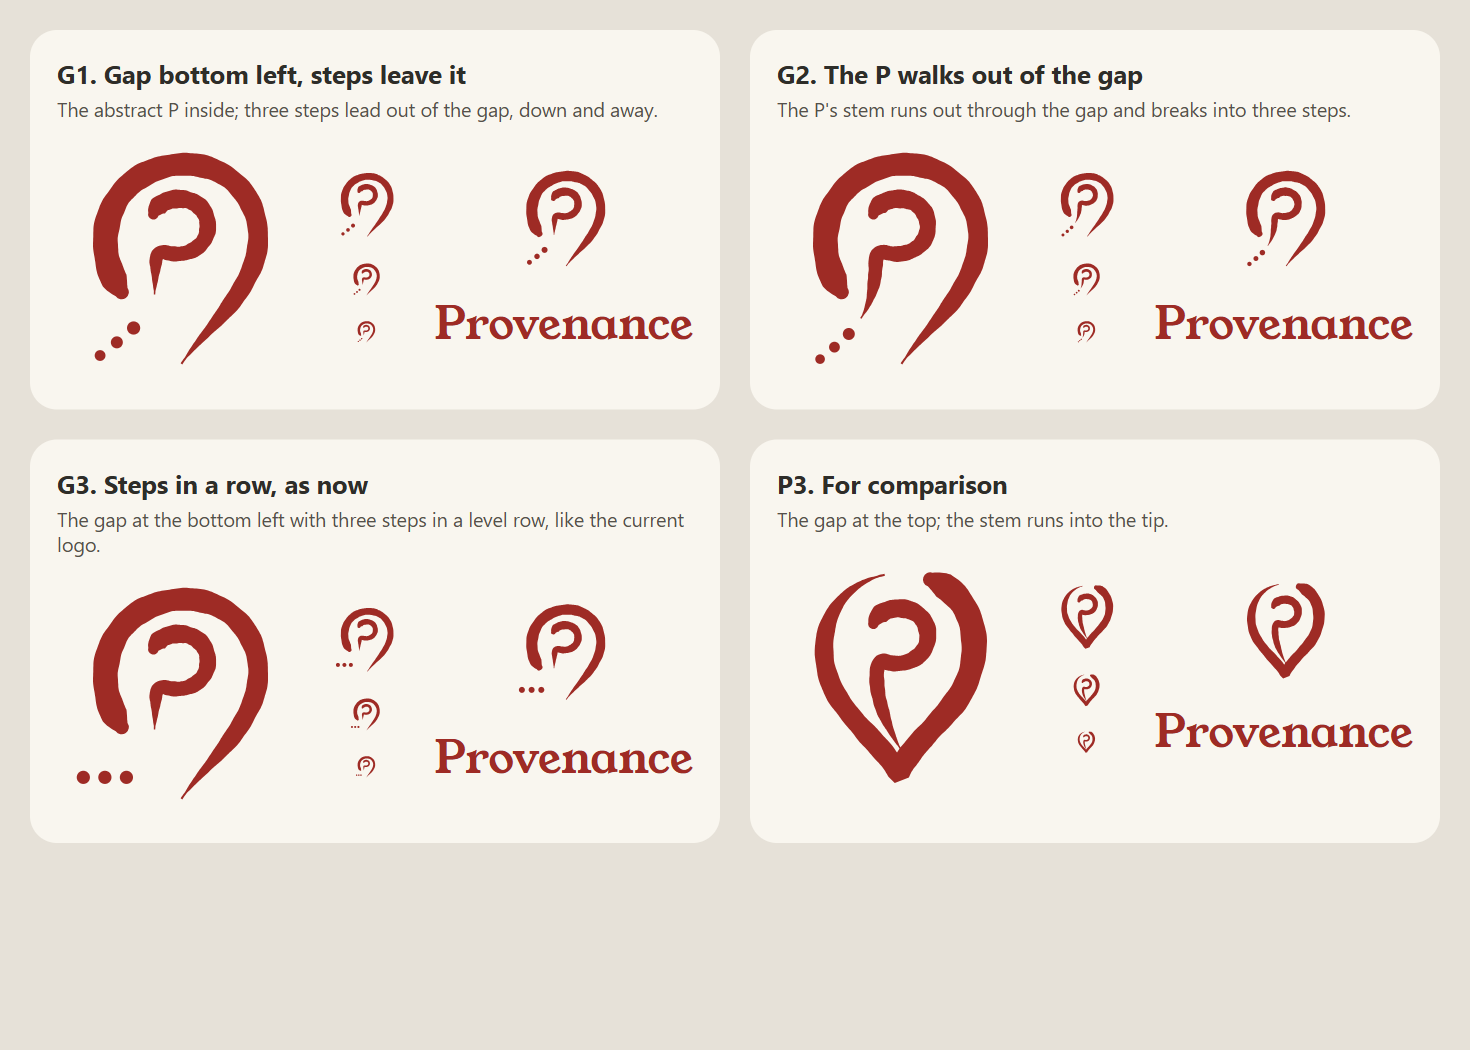 G1. Gap bottom left, steps leave it
The abstract P inside; three steps lead out of the gap, down and away.
Provenance
G2. The P walks out of the gap
The P's stem runs out through the gap and breaks into three steps.
Provenance
G3. Steps in a row, as now
The gap at the bottom left with three steps in a level row, like the current
logo.
Provenance
P3. For comparison
The gap at the top; the stem runs into the tip.
Provenance